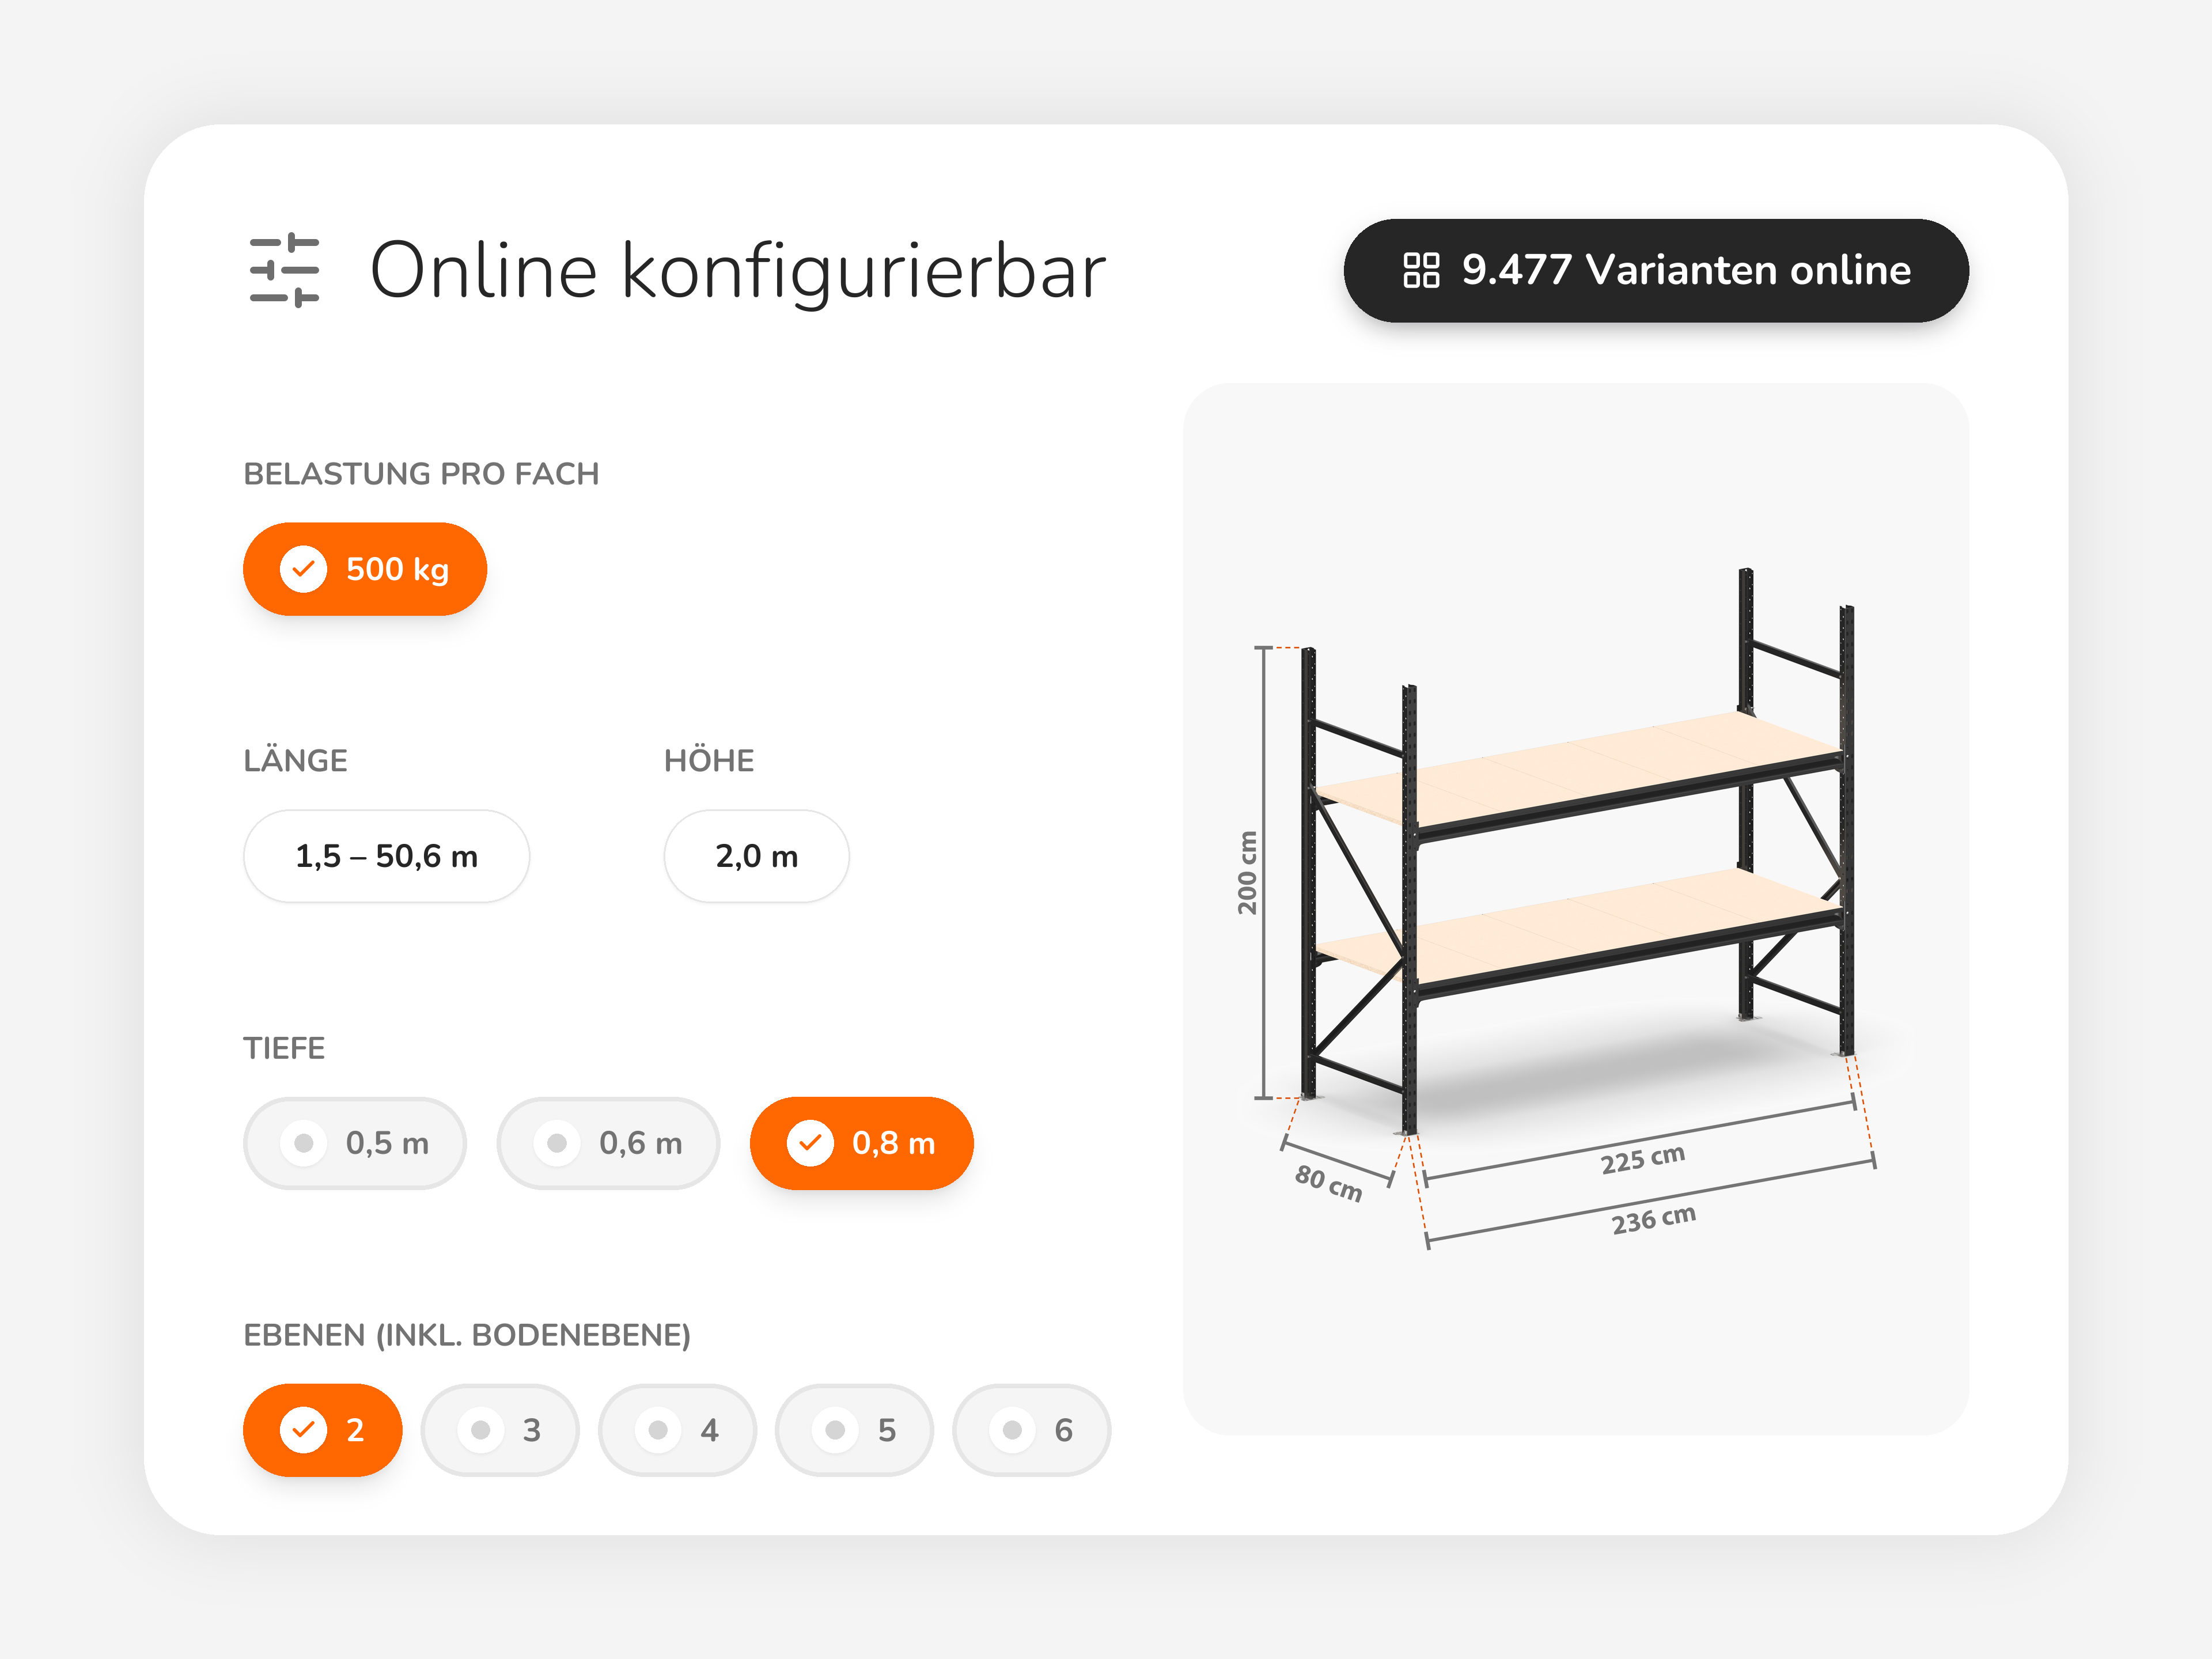 Online konfigurierbar
9.477 Varianten online
BELASTUNG PRO FACH
500 kg
LÄNGE
HÖHE
1,5 – 50,6 m
2,0 m
TIEFE
0,5 m
0,6 m
0,8 m
EBENEN (INKL. BODENEBENE)
2
3
4
5
6
200 cm
80 cm
225 cm
236 cm